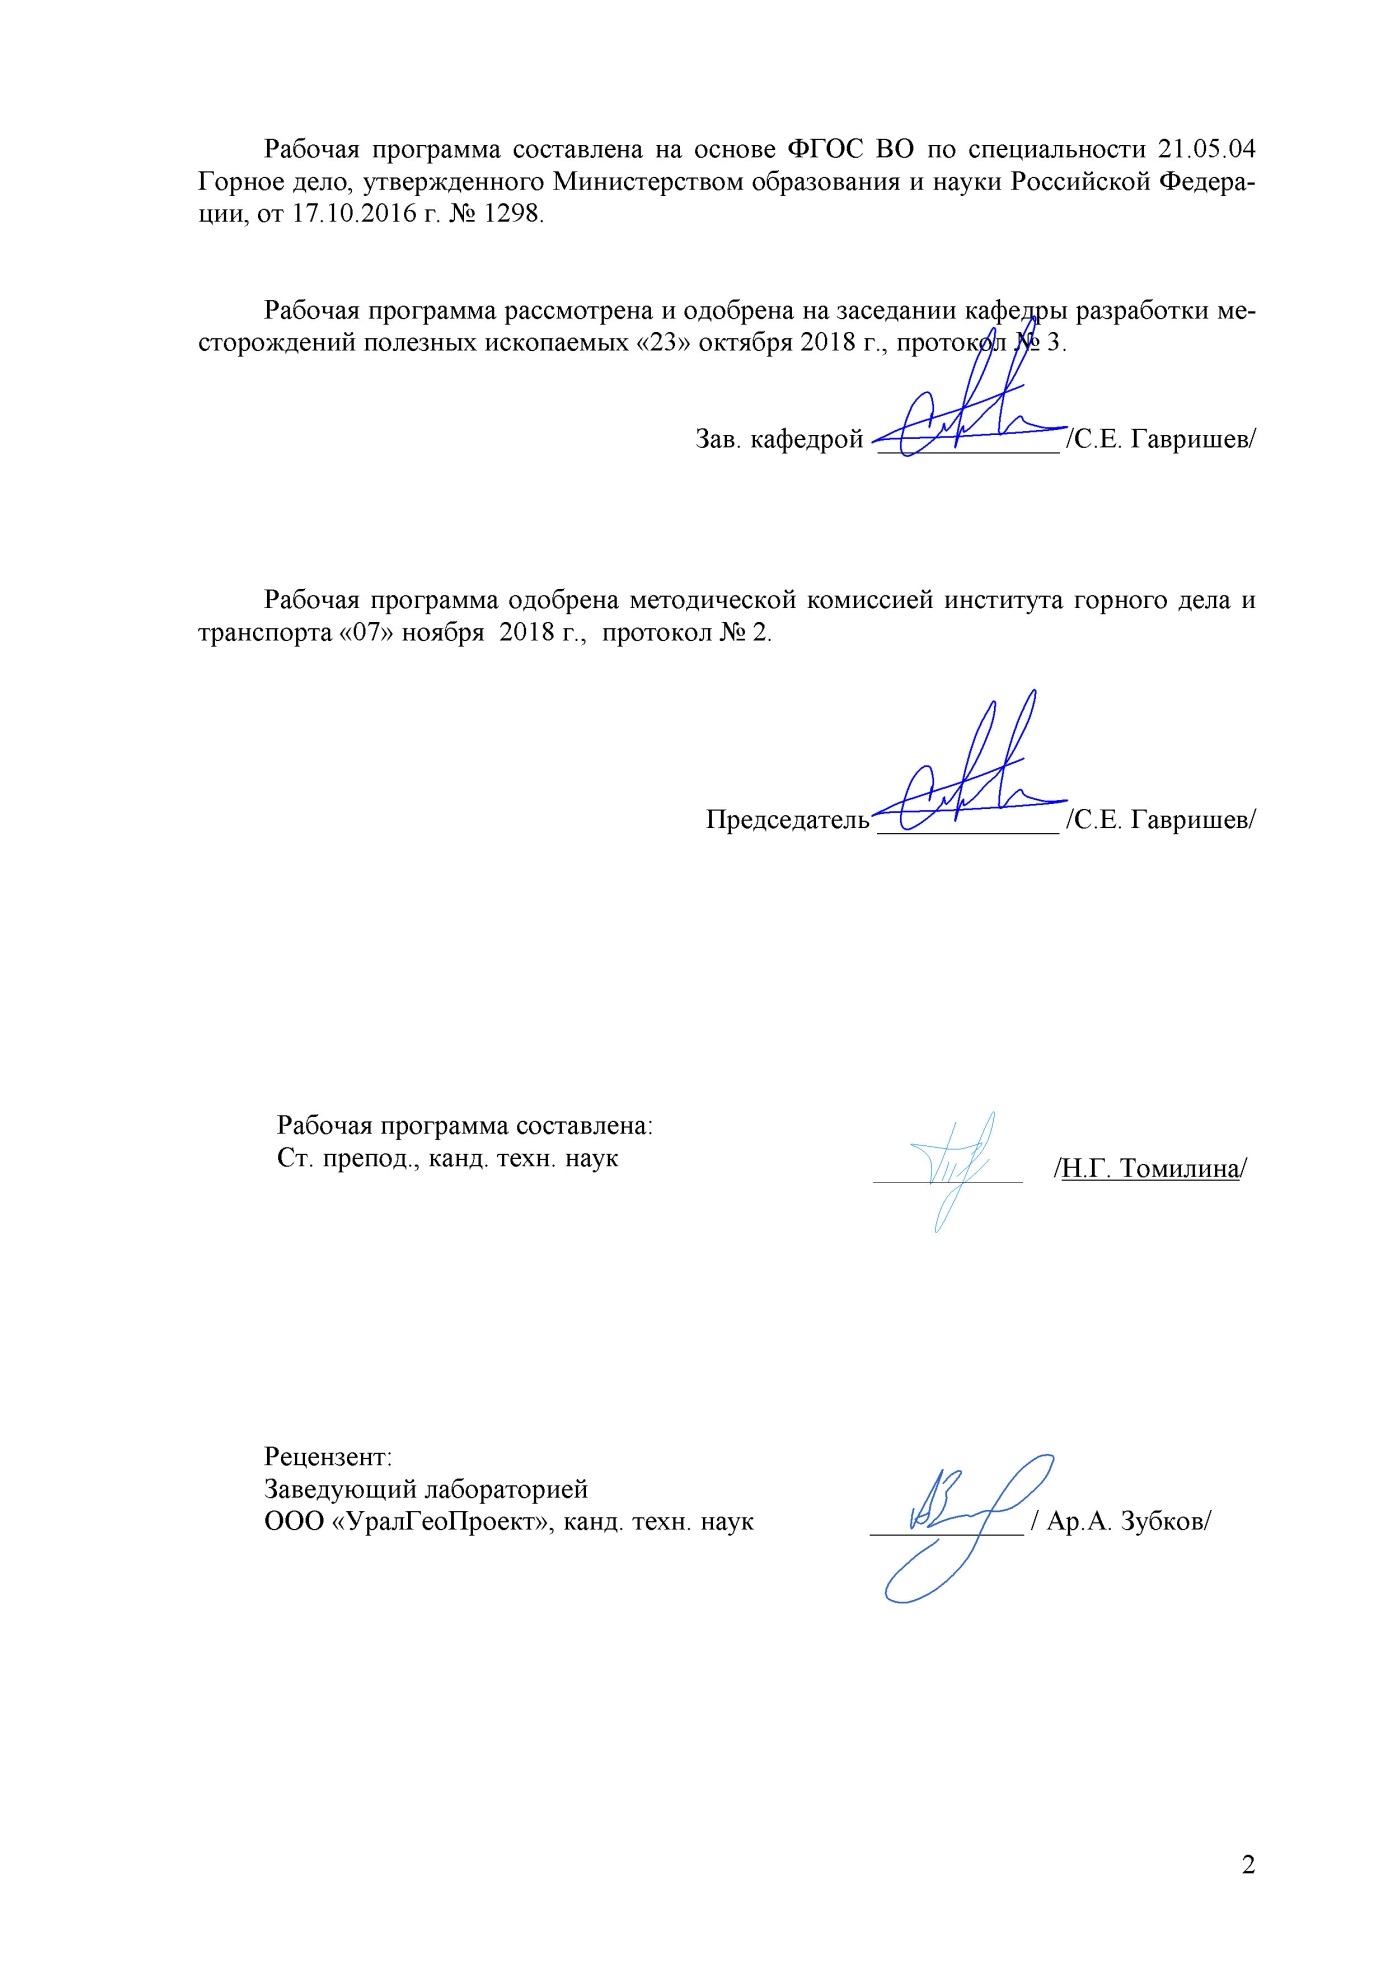 Рабочая программа составлена на основе ФГОС ВО по специальности 21.05.04
Горное дело, утвержденного Министерством образования и науки Российской Федера-
ции, от 17.10.2016 г. № 1298.
Рабочая программа рассмотрена и одобрена на заседании кафедры разработки ме-
сторождений полезных ископаемых «23» октября 2018 г., протокол № 3.
Зав. кафедрой /С.Е. Гавришев/
Рабочая программа одобрена методической комиссией института горного дела и
транспорта «07» ноября 2018 г., протокол № 2.
Председатель /С.Е. Гавришев/
Рабочая программа составлена:
Ст. препод., канд. техн. наук /Н.Г. Томилина/
Рецензент:
Заведующий лабораторией
ООО «УралГеоПроект», канд. техн. наук / Ар.А. Зубков/
2